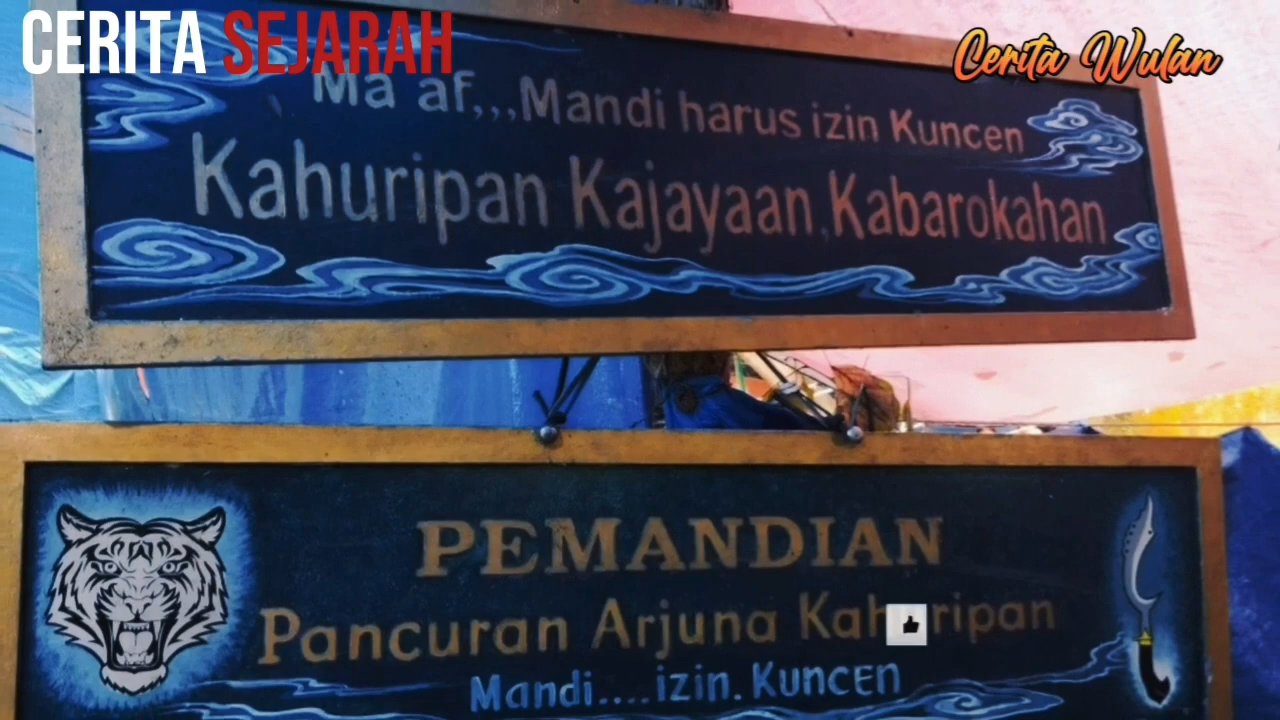 CERITA SEJARAH
Cerita Wulan
Ma af,,,Mandi harus izin Kuncen
Kahuripan Kajayaan, Kabarokahan
PEMANDIAN
Pancuran Arjuna Kahuripan
Mandi....izin. Kuncen